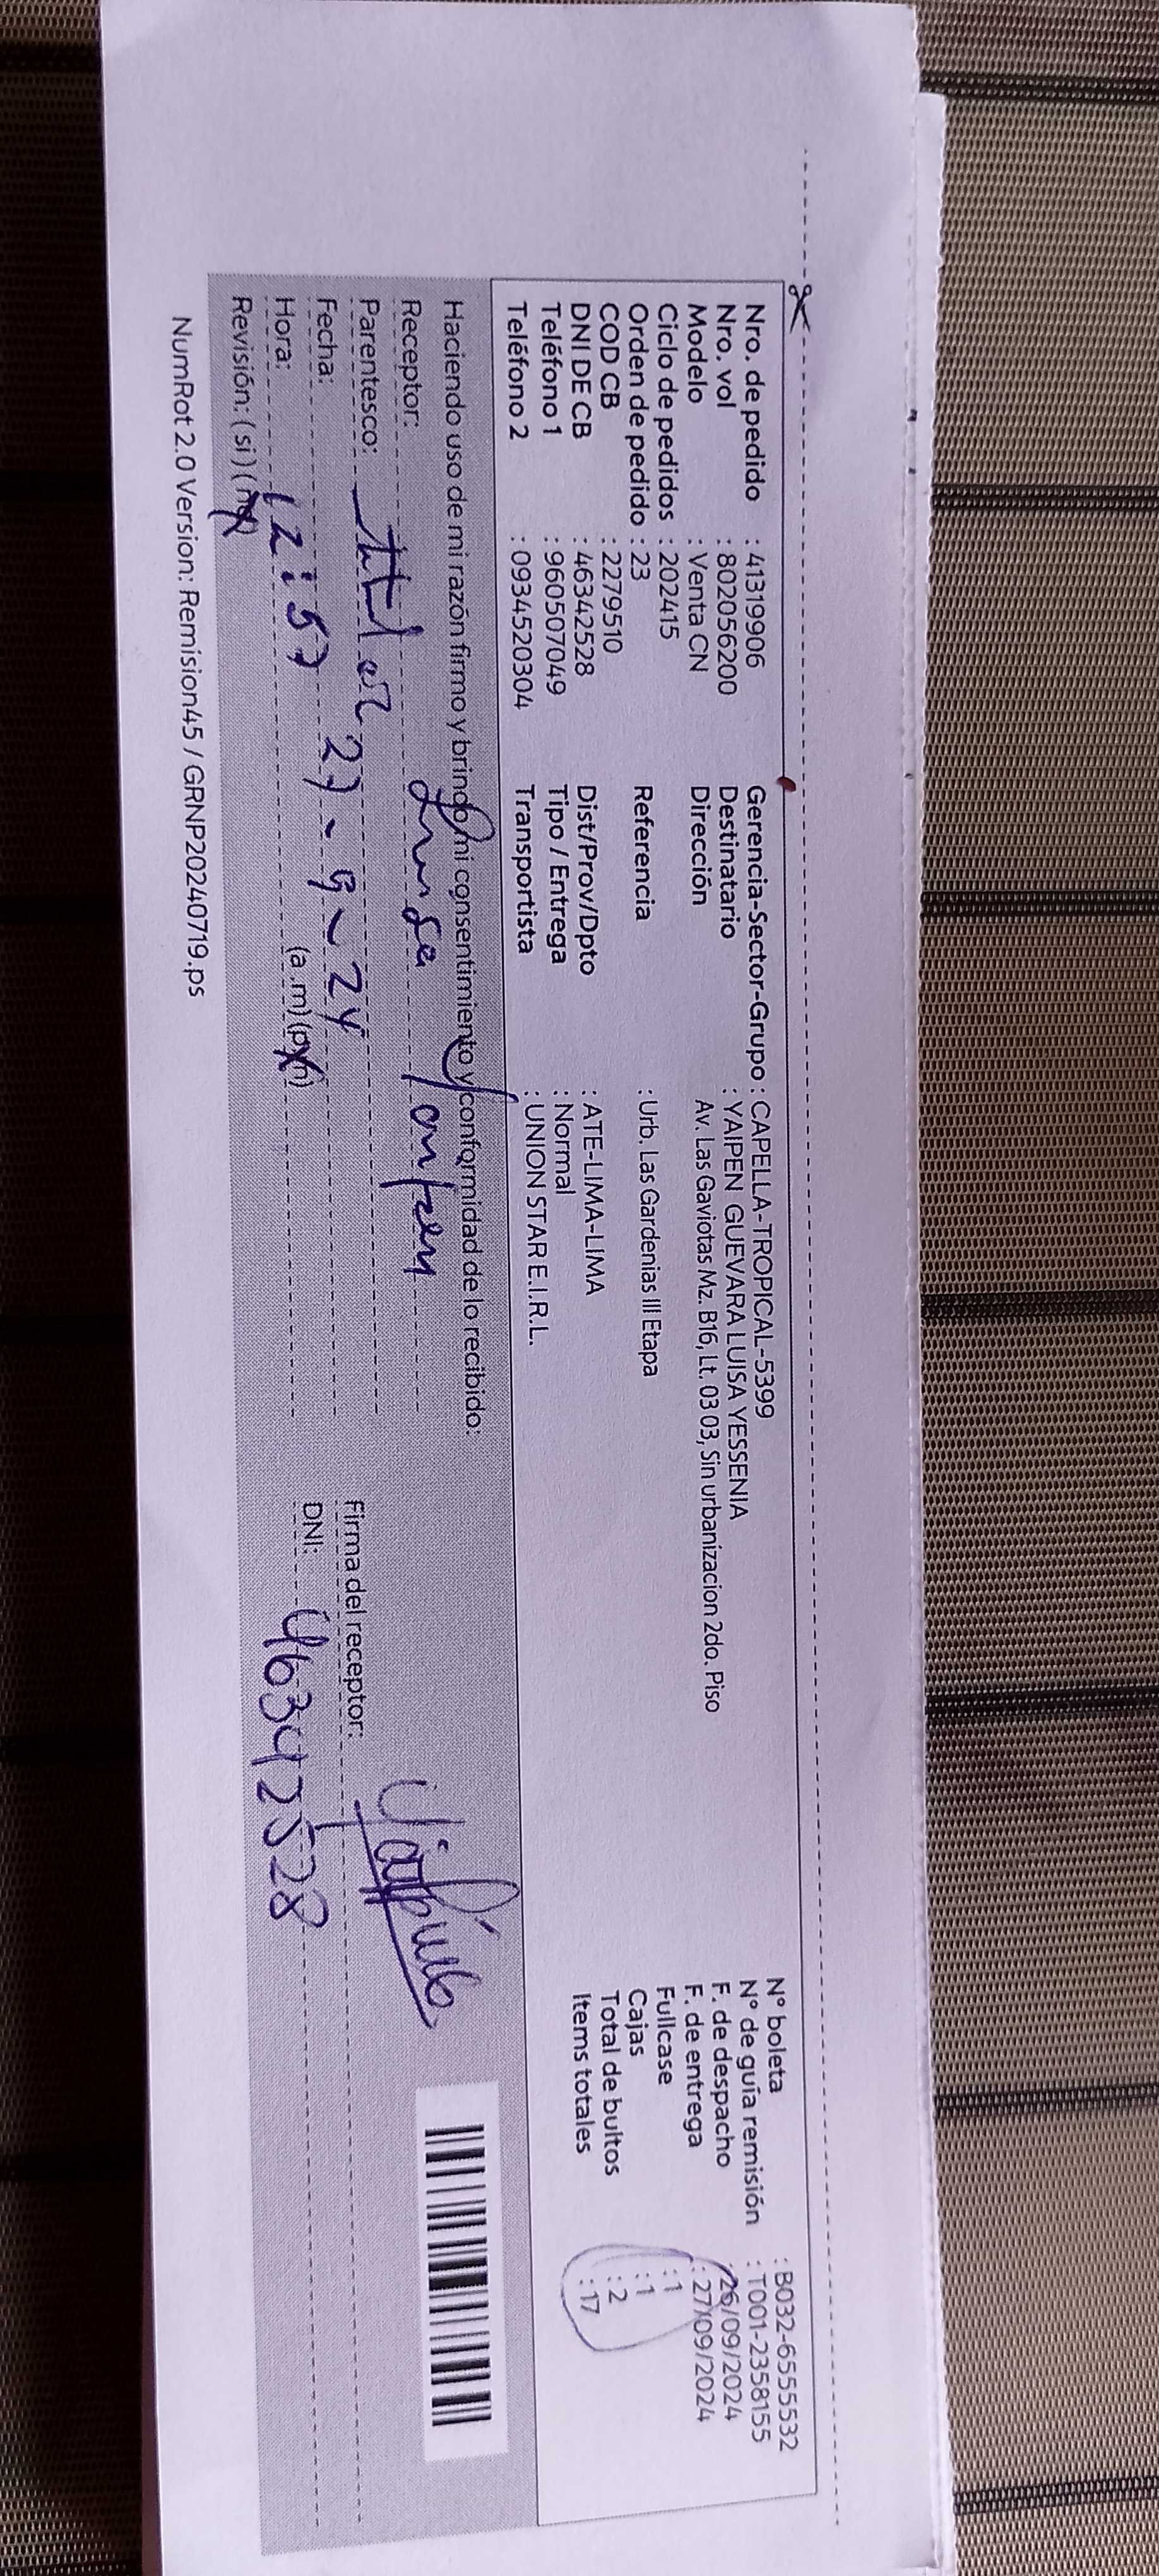 Nro. de pedido : 41319906
Nro. vol : 802056200
Modelo : Venta CN
Ciclo de pedidos : 202415
Orden de pedido : 23
COD CB : 2279510
DNI DE CB : 46342528
Teléfono 1 : 960507049
Teléfono 2 : 0934520304
Gerencia-Sector-Grupo : CAPELLA-TROPICAL-5399
Destinatario : YAIPEN GUEVARA LUISA YESSENIA
Dirección Av. Las Gaviotas Mz. B16, Lt. 03 03, Sin urbanizacion 2do. Piso
Referencia : Urb. Las Gardenias III Etapa
Dist/Prov/Dpto : ATE-LIMA-LIMA
Tipo / Entrega : Normal
Transportista : UNION STAR E.I.R.L.
N° boleta : B032-6555532
N° de guía remisión : T001-2358155
F. de despacho : 26/09/2024
F. de entrega : 27/09/2024
Fullcase : 1
Cajas : 1
Total de bultos : 2
Items totales : 17
Haciendo uso de mi razón firmo y brindo mi consentimiento y conformidad de lo recibido:
Receptor: Luisa
Parentesco:
Fecha: 27-9-24
Hora: 12:57 (a.m) (p.m)
Revisión: (si) (no)
Firma del receptor:
DNI: 46342528
NumRot 2.0 Version: Remision45 / GRNP20240719.ps